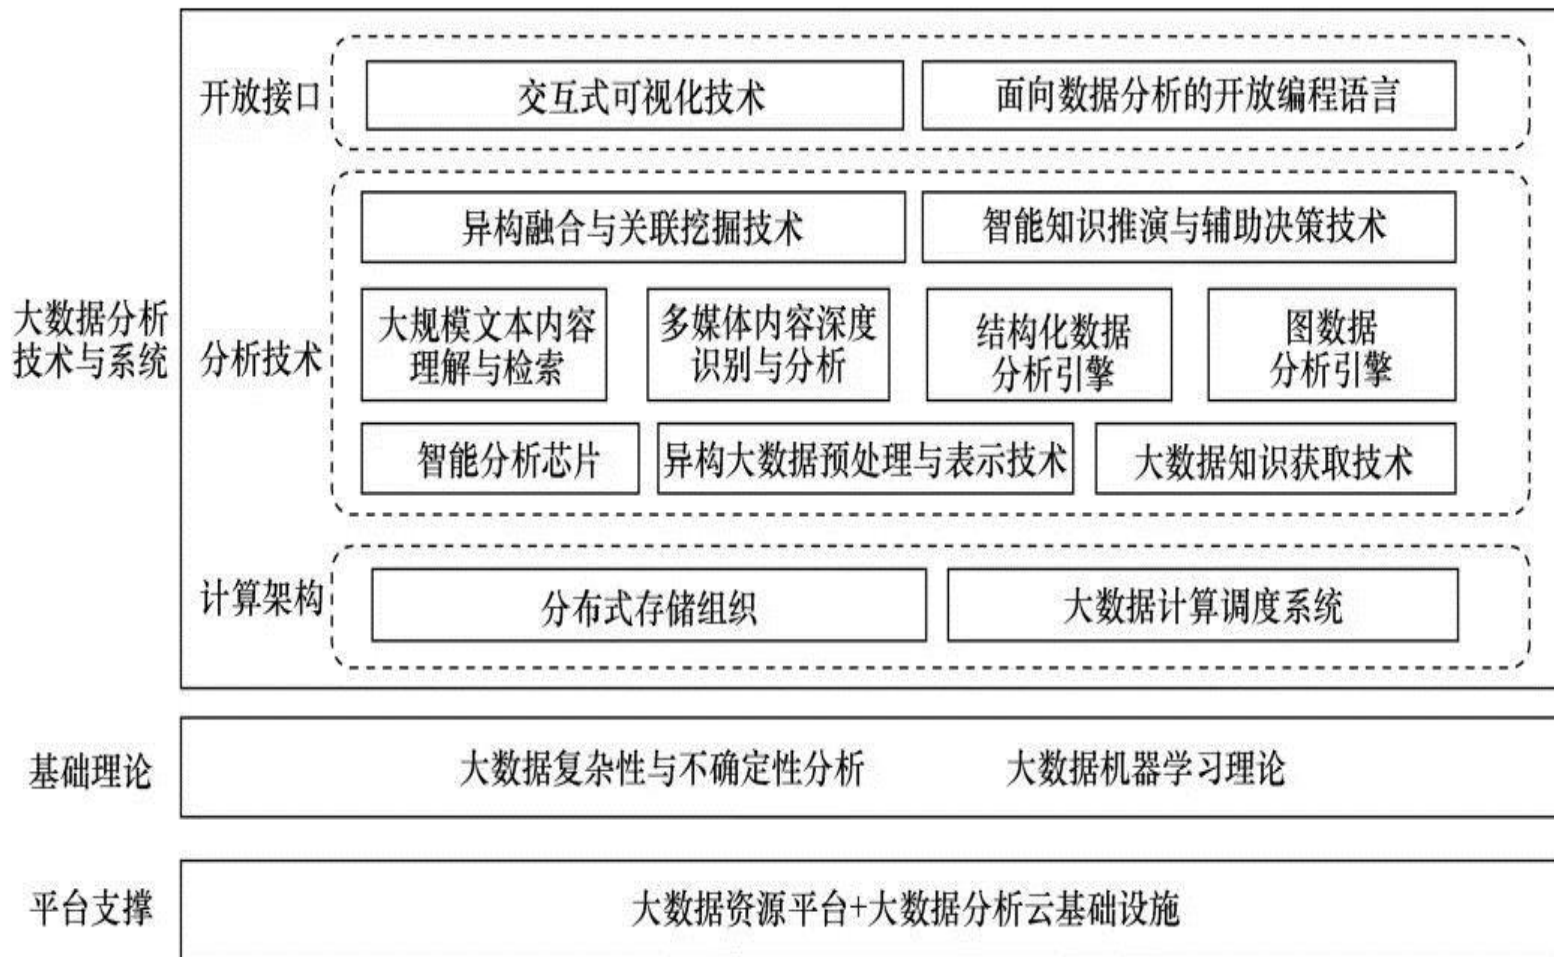 开放接口
交互式可视化技术
面向数据分析的开放编程语言
大数据分析
技术与系统
分析技术
异构融合与关联挖掘技术
智能知识推演与辅助决策技术
大规模文本内容
理解与检索
多媒体内容深度
识别与分析
结构化数据
分析引擎
图数据
分析引擎
智能分析芯片
异构大数据预处理与表示技术
大数据知识获取技术
计算架构
分布式存储组织
大数据计算调度系统
基础理论
大数据复杂性与不确定性分析
大数据机器学习理论
平台支撑
大数据资源平台+大数据分析云基础设施